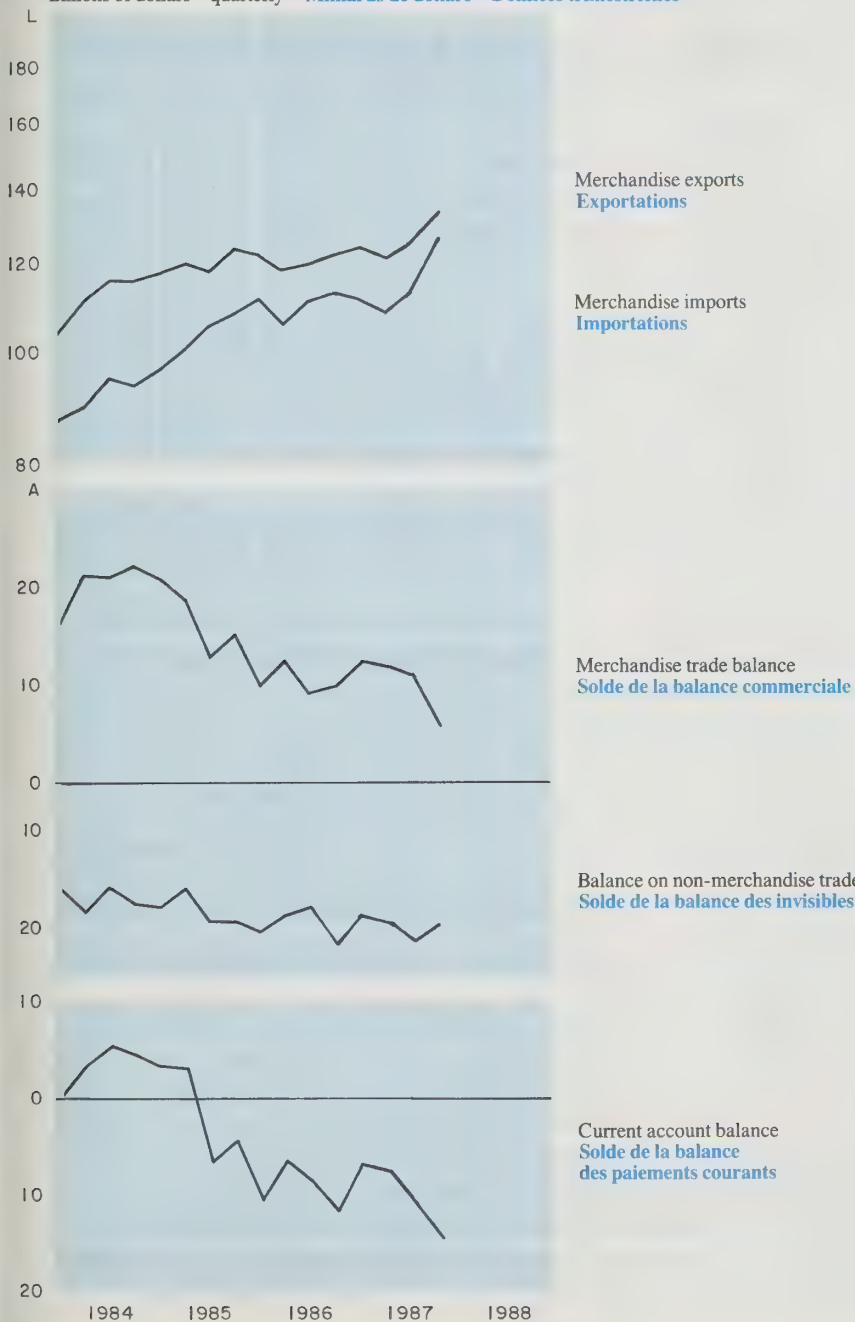 L
180
160
140
120
100
80
Merchandise exports
Exportations
Merchandise imports
Importations
A
20
10
0
10
20
Merchandise trade balance
Solde de la balance commerciale
Balance on non-merchandise trade
Solde de la balance des invisibles
10
0
10
20
Current account balance
Solde de la balance
des paiements courants
1984 1985 1986 1987 1988